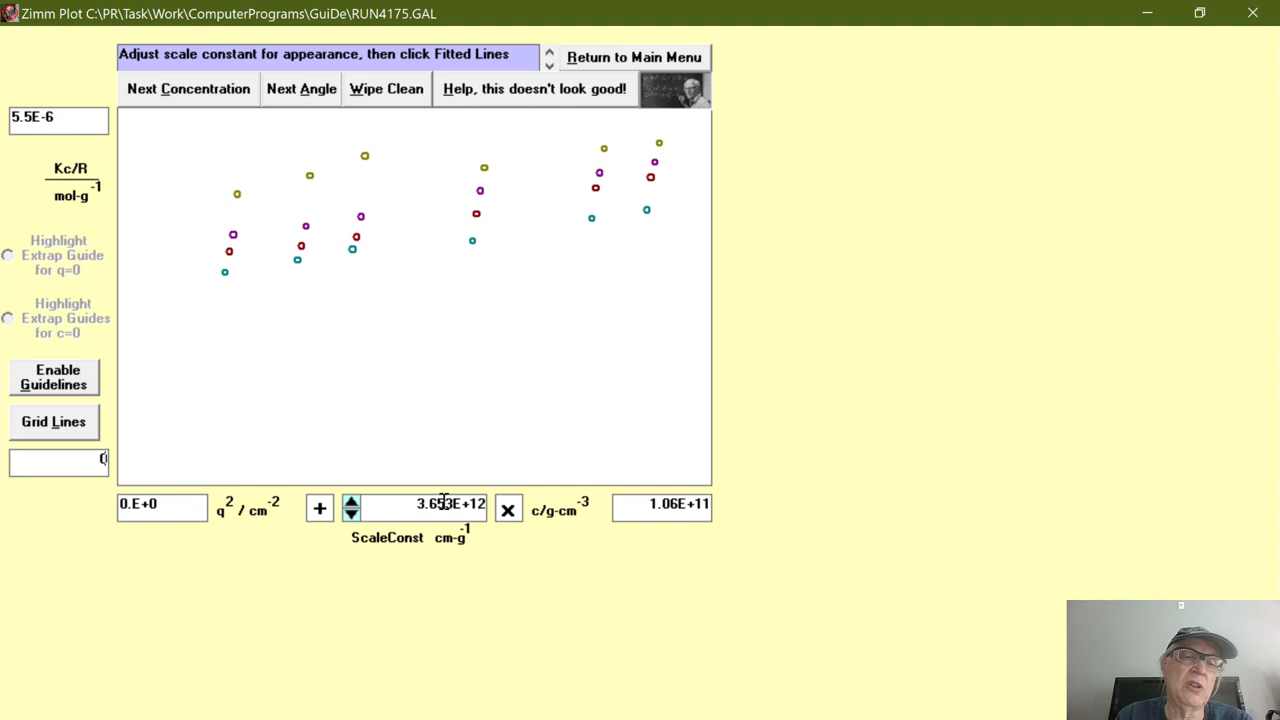 Zimm Plot C:\PR\Task\Work\ComputerPrograms\GuiDe\RUN4175.GAL
Adjust scale constant for appearance, then click Fitted Lines
Return to Main Menu
Next Concentration
Next Angle
Wipe Clean
Help, this doesn't look good!
5.5E-6
Kc/R
mol-g-1
Highlight
Extrap Guide
for q=0
Highlight
Extrap Guides
for c=0
Enable
Guidelines
Grid Lines
0
0.E+0
q2 / cm-2
+
3.653E+12
X
c/g-cm-3
1.06E+11
ScaleConst cm-g-1